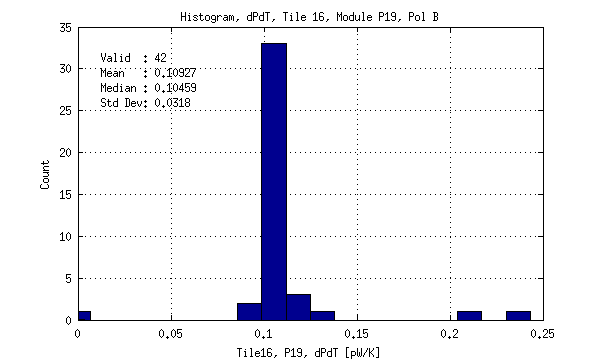 Histogram, dPdT, Tile 16, Module P19, Pol B
Valid : 42
Mean : 0.10927
Median : 0.10459
Std Dev: 0.0318
Count
35
30
25
20
15
10
5
0
0 0.05 0.1 0.15 0.2 0.25
Tile16, P19, dPdT [pW/K]